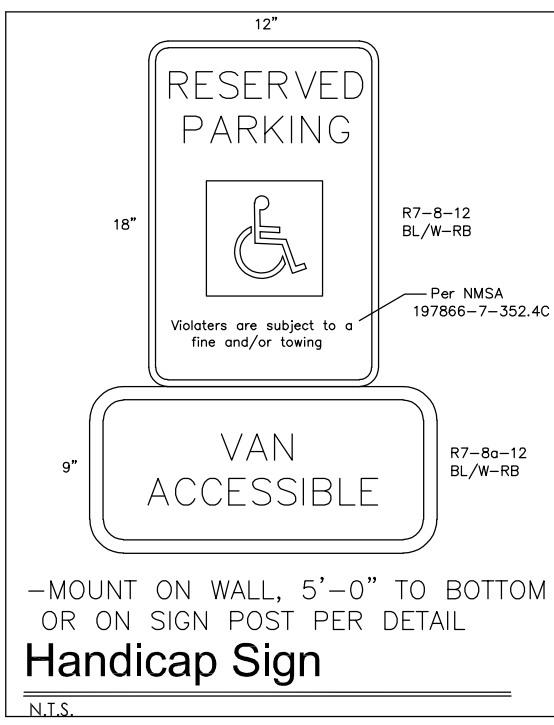 12"
RESERVED
PARKING
18"
R7-8-12
BL/W-RB
Per NMSA
197866-7-352.4C
Violaters are subject to a
fine and/or towing
9"
VAN
ACCESSIBLE
R7-8a-12
BL/W-RB
-MOUNT ON WALL, 5'-0" TO BOTTOM
OR ON SIGN POST PER DETAIL
Handicap Sign
N.T.S.